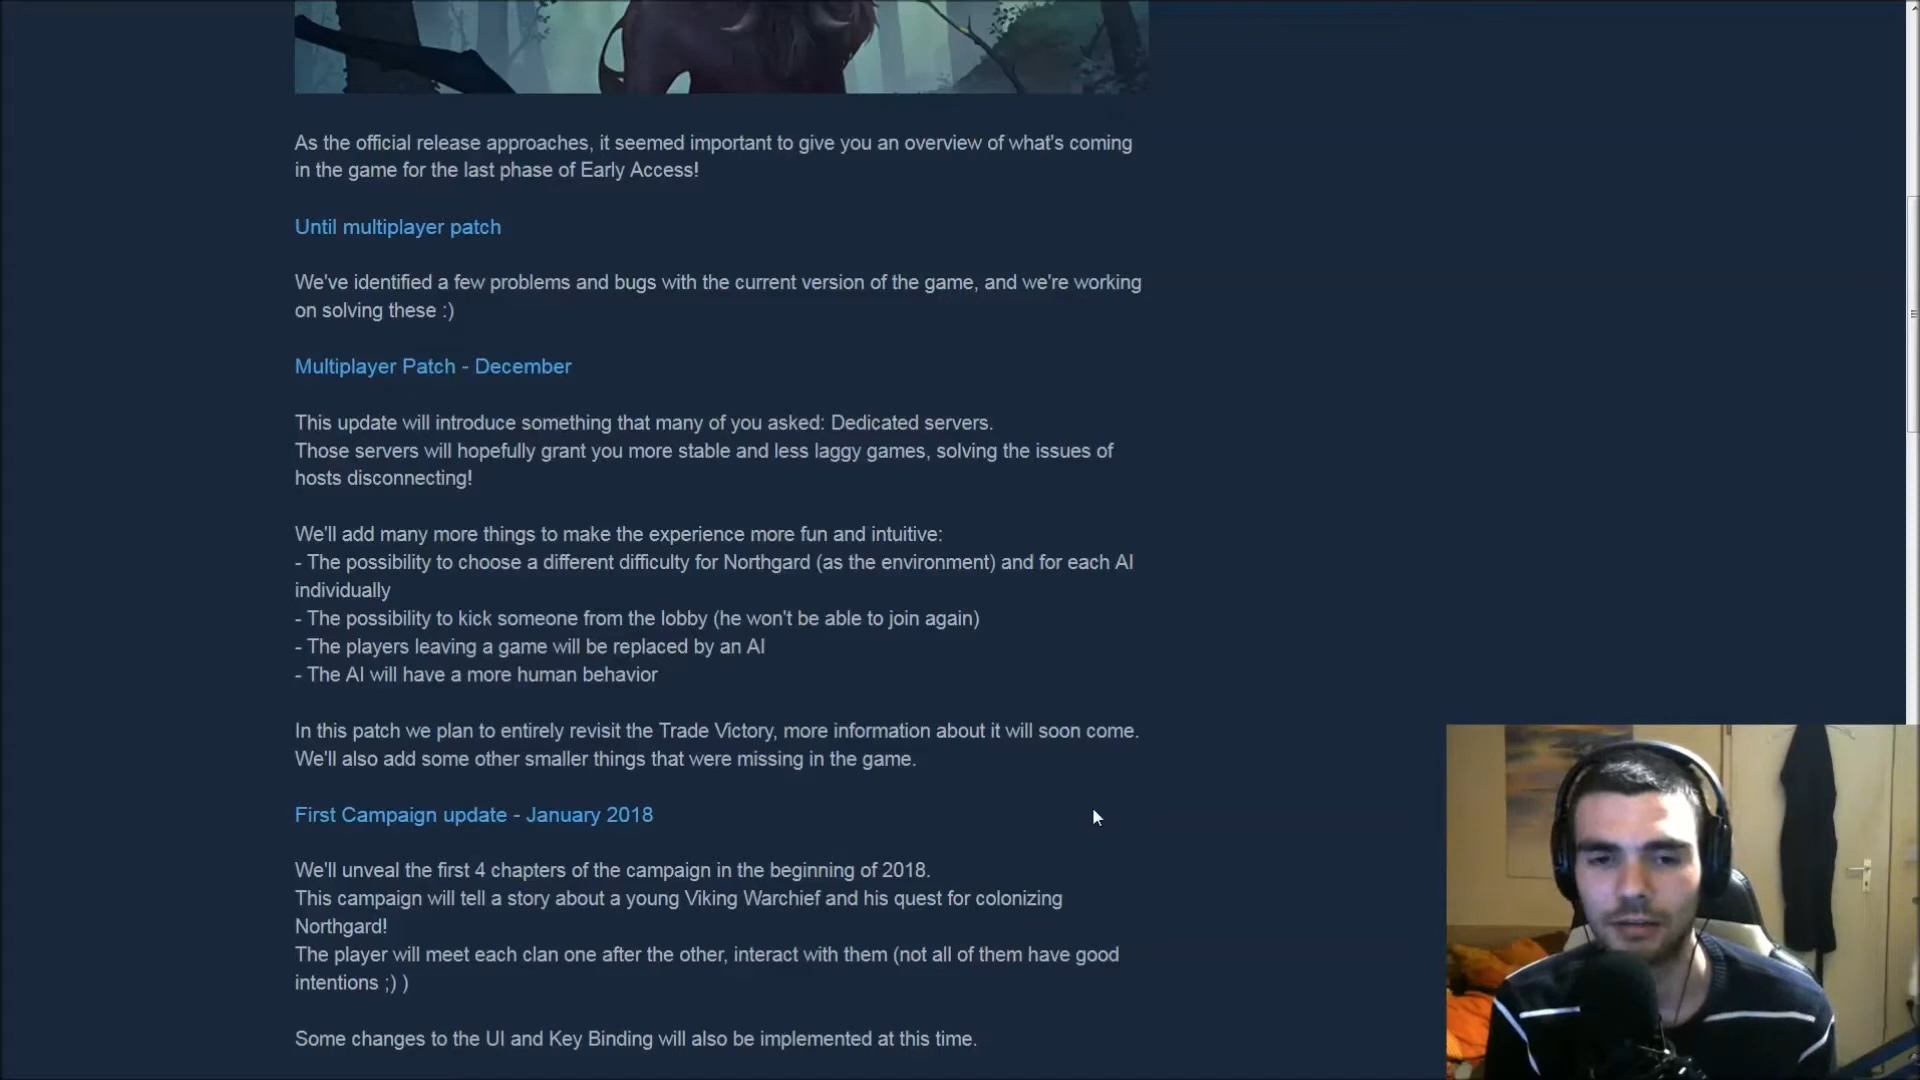 As the official release approaches, it seemed important to give you an overview of what's coming
in the game for the last phase of Early Access!
Until multiplayer patch
We've identified a few problems and bugs with the current version of the game, and we're working
on solving these :)
Multiplayer Patch - December
This update will introduce something that many of you asked: Dedicated servers.
Those servers will hopefully grant you more stable and less laggy games, solving the issues of
hosts disconnecting!
We'll add many more things to make the experience more fun and intuitive:
- The possibility to choose a different difficulty for Northgard (as the environment) and for each AI
individually
- The possibility to kick someone from the lobby (he won't be able to join again)
- The players leaving a game will be replaced by an AI
- The AI will have a more human behavior
In this patch we plan to entirely revisit the Trade Victory, more information about it will soon come.
We'll also add some other smaller things that were missing in the game.
First Campaign update - January 2018
We'll unveal the first 4 chapters of the campaign in the beginning of 2018.
This campaign will tell a story about a young Viking Warchief and his quest for colonizing
Northgard!
The player will meet each clan one after the other, interact with them (not all of them have good
intentions ;) )
Some changes to the UI and Key Binding will also be implemented at this time.